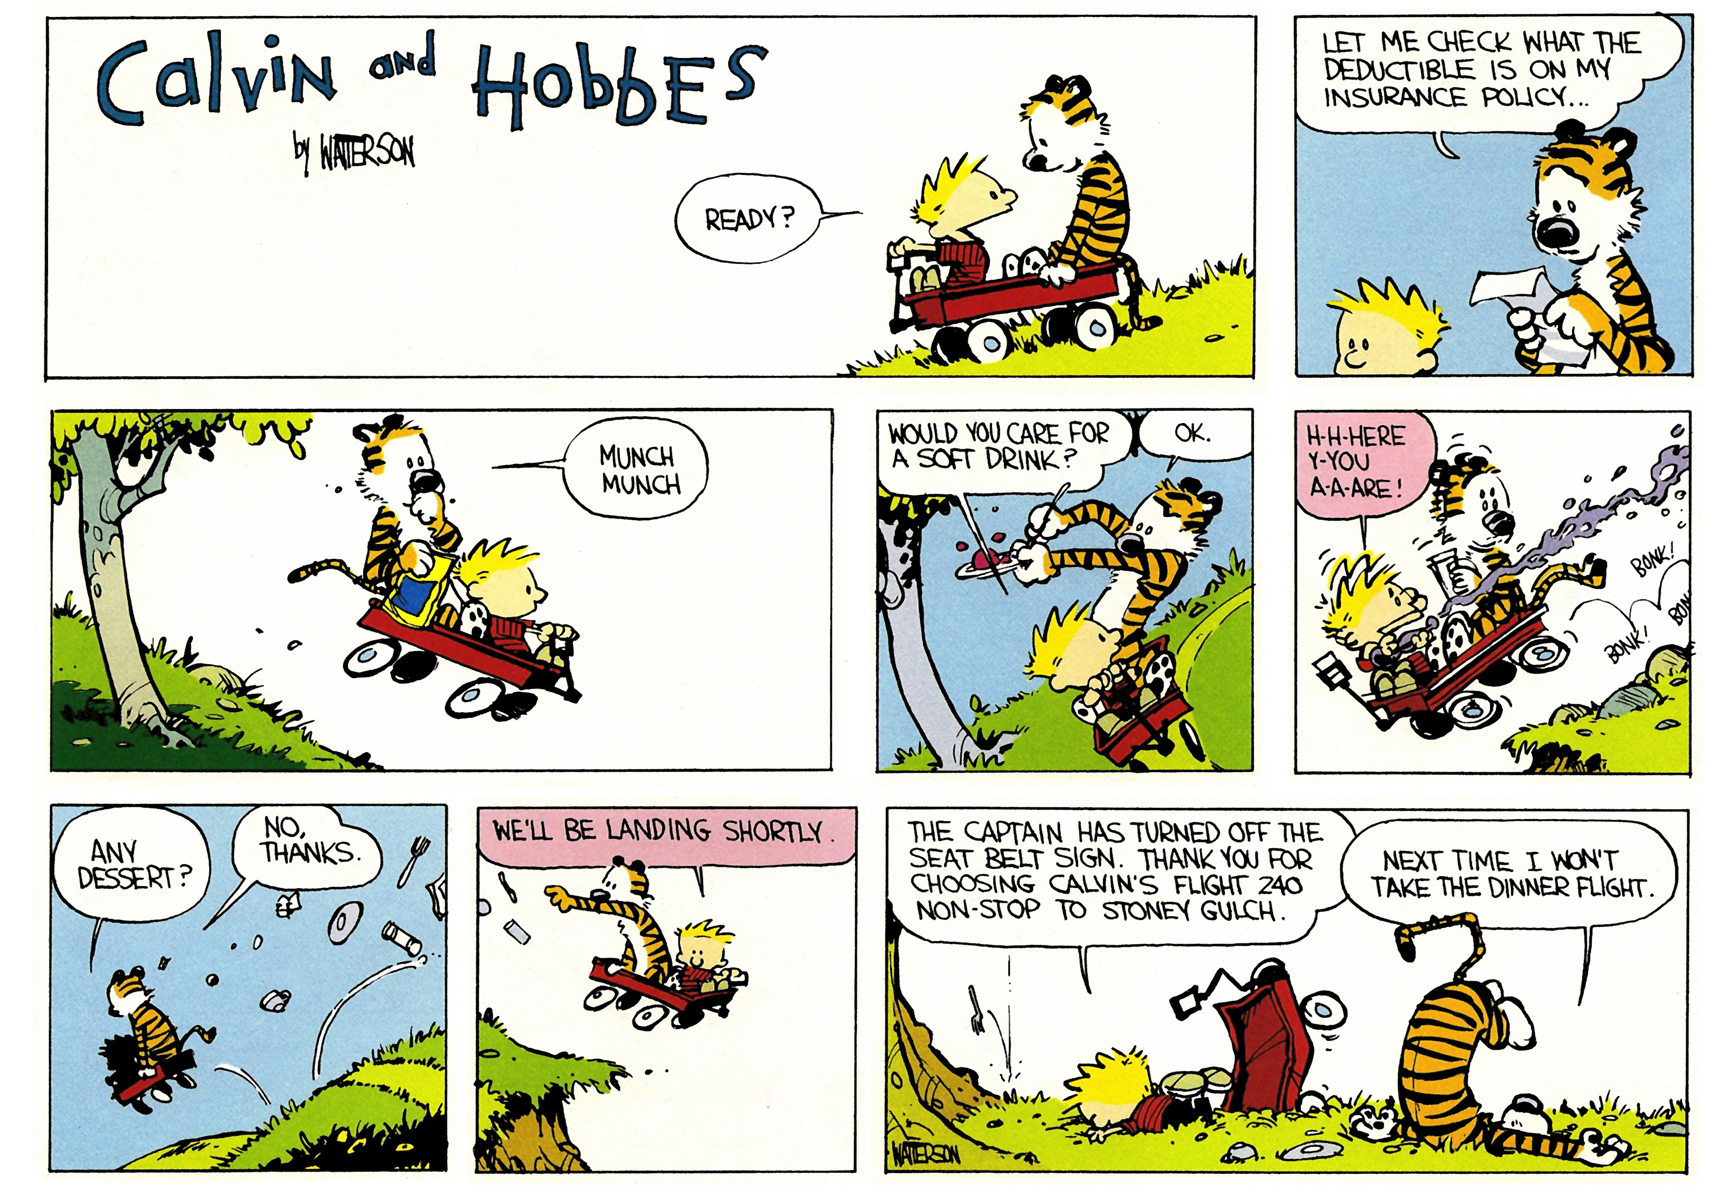 Calvin and HobbEs
by WATTERSON
READY?
LET ME CHECK WHAT THE
DEDUCTIBLE IS ON MY
INSURANCE POLICY...
MUNCH
MUNCH
WOULD YOU CARE FOR
A SOFT DRINK?
OK.
H-H-HERE
Y-YOU
A-A-ARE!
BONK!
BONK!
BON
ANY
DESSERT?
NO,
THANKS.
WE'LL BE LANDING SHORTLY.
THE CAPTAIN HAS TURNED OFF THE
SEAT BELT SIGN. THANK YOU FOR
CHOOSING CALVIN'S FLIGHT 240
NON-STOP TO STONEY GULCH.
NEXT TIME I WON'T
TAKE THE DINNER FLIGHT.
WATTERSON